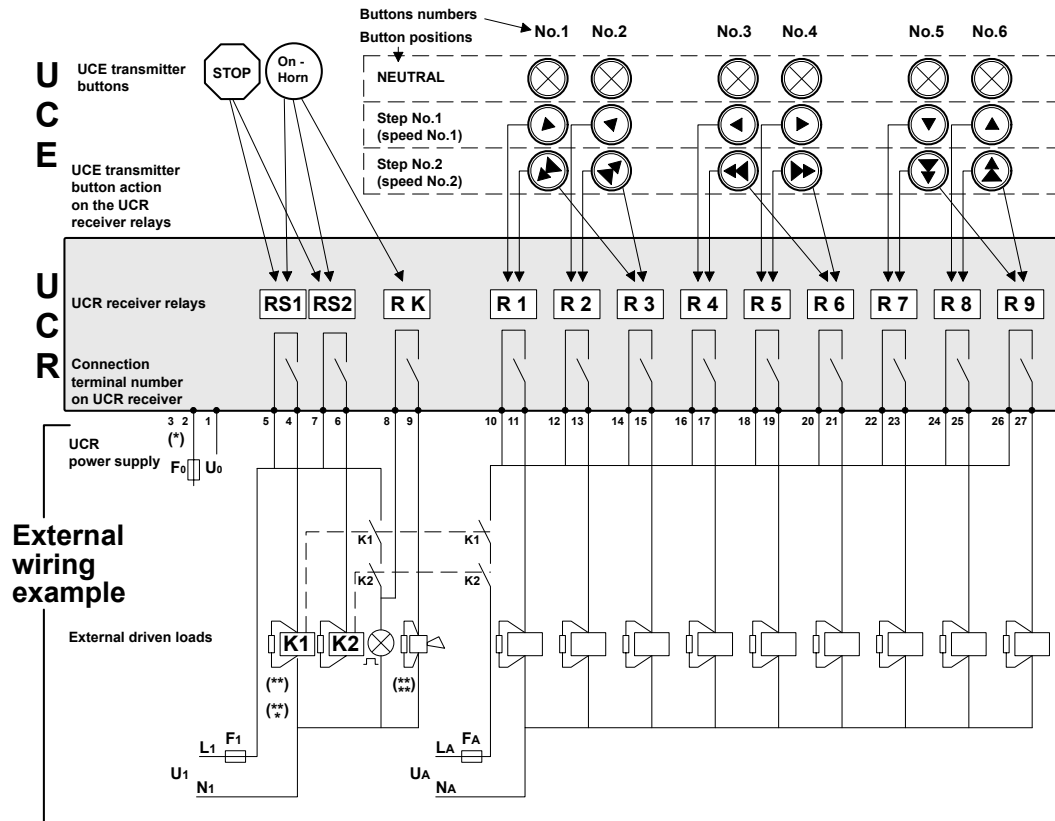 Buttons numbers
No.1 No.2 No.3 No.4 No.5 No.6
Button positions
UCE
UCE transmitter
buttons
STOP
On -
Horn
NEUTRAL
Step No.1
(speed No.1)
Step No.2
(speed No.2)
UCE transmitter
button action
on the UCR
receiver relays
UCR
UCR receiver relays
RS1 RS2 R K R 1 R 2 R 3 R 4 R 5 R 6 R 7 R 8 R 9
Connection
terminal number
on UCR receiver
3 2 1 5 4 7 6 8 9 10 11 12 13 14 15 16 17 18 19 20 21 22 23 24 25 26 27
(*)
UCR
power supply
F0 U0
External
wiring
example
K1 K1
K2 K2
External driven loads
K1 K2
(**)
(***)
(****)
L1 F1
U1
N1
LA FA
UA
NA